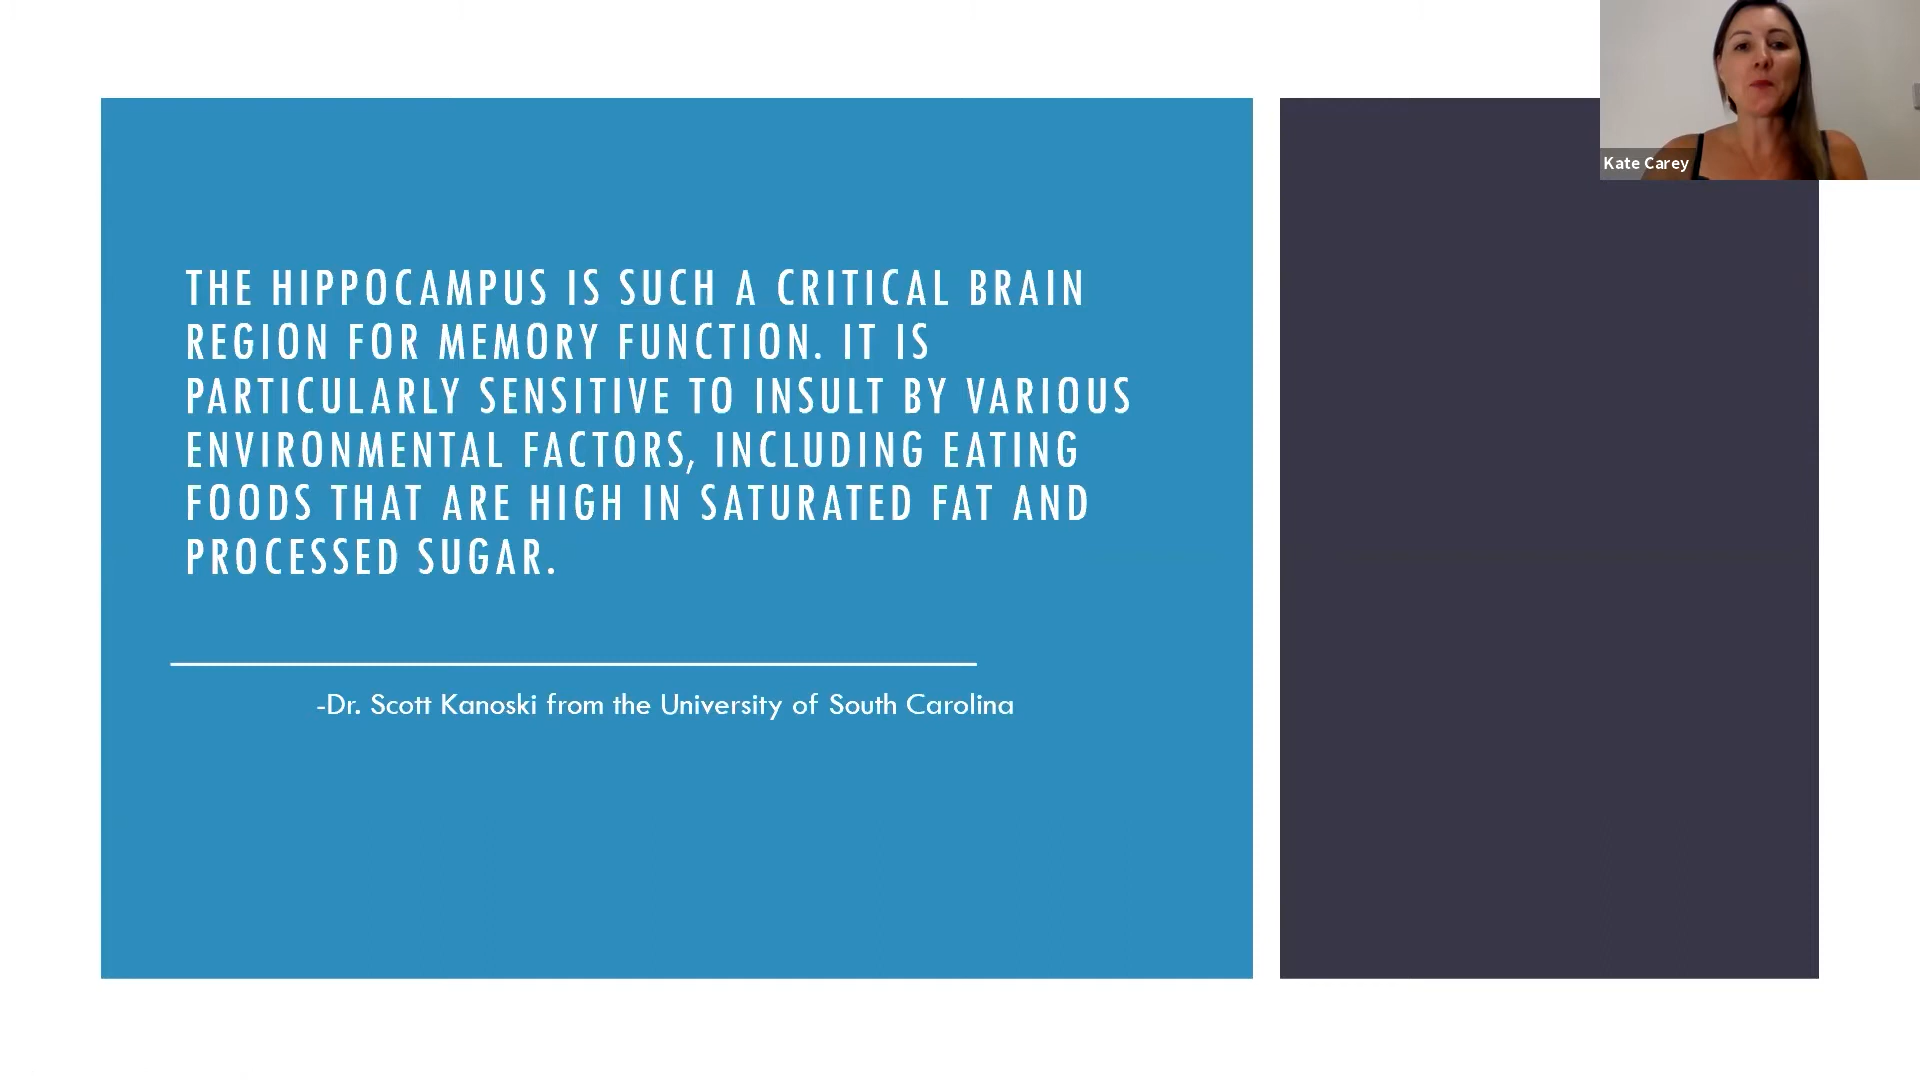 THE HIPPOCAMPUS IS SUCH A CRITICAL BRAIN
REGION FOR MEMORY FUNCTION. IT IS
PARTICULARLY SENSITIVE TO INSULT BY VARIOUS
ENVIRONMENTAL FACTORS, INCLUDING EATING
FOODS THAT ARE HIGH IN SATURATED FAT AND
PROCESSED SUGAR.
-Dr. Scott Kanoski from the University of South Carolina
Kate Carey